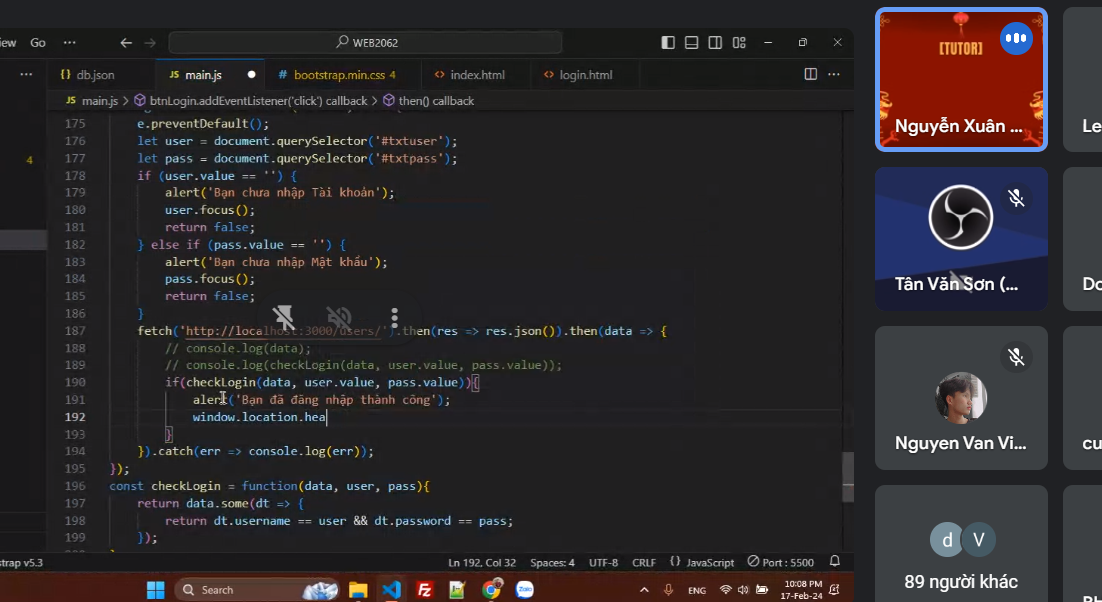 iew Go ···
WEB2062
··· {} db.json JS main.js ● # bootstrap.min.css 4 <> index.html <> login.html ···
JS main.js > btnLogin.addEventListener('click') callback > then() callback
4
175 e.preventDefault();
176 let user = document.querySelector('#txtuser');
177 let pass = document.querySelector('#txtpass');
178 if (user.value == '') {
179 alert('Bạn chưa nhập Tài khoản');
180 user.focus();
181 return false;
182 } else if (pass.value == '') {
183 alert('Bạn chưa nhập Mật khẩu');
184 pass.focus();
185 return false;
186 }
187 fetch('http://localhost:3000/users/').then(res => res.json()).then(data => {
188 // console.log(data);
189 // console.log(checkLogin(data, user.value, pass.value));
190 if(checkLogin(data, user.value, pass.value)){
191 alert('Bạn đã đăng nhập thành công');
192 window.location.hea
193 }
194 }).catch(err => console.log(err));
195 });
196 const checkLogin = function(data, user, pass){
197 return data.some(dt => {
198 return dt.username == user && dt.password == pass;
199 });
strap v5.3 Ln 192, Col 32 Spaces: 4 UTF-8 CRLF {} JavaScript Port : 5500
Search
Fz
Zalo
ENG
10:08 PM
17-Feb-24
[TUTOR]
Nguyễn Xuân ...
Le
Tân Văn Sơn (...
Do
Nguyen Van Vi...
cu
d V
89 người khác